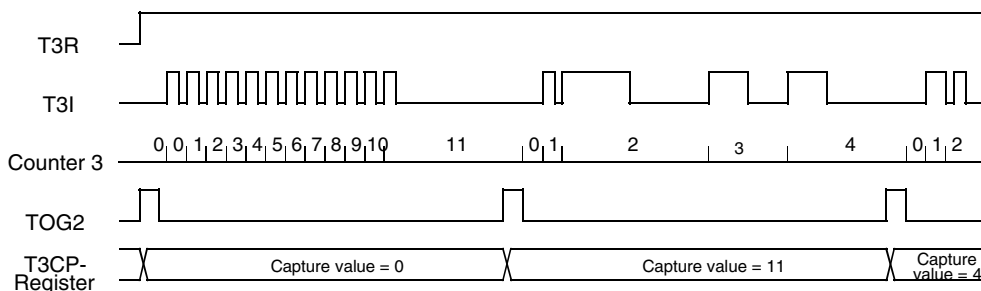 T3R
T3I
0 0 1 2 3 4 5 6 7 8 9 10 11 0 1 2 3 4 0 1 2
Counter 3
TOG2
T3CP-
Register
Capture value = 0
Capture value = 11
Capture
value = 4